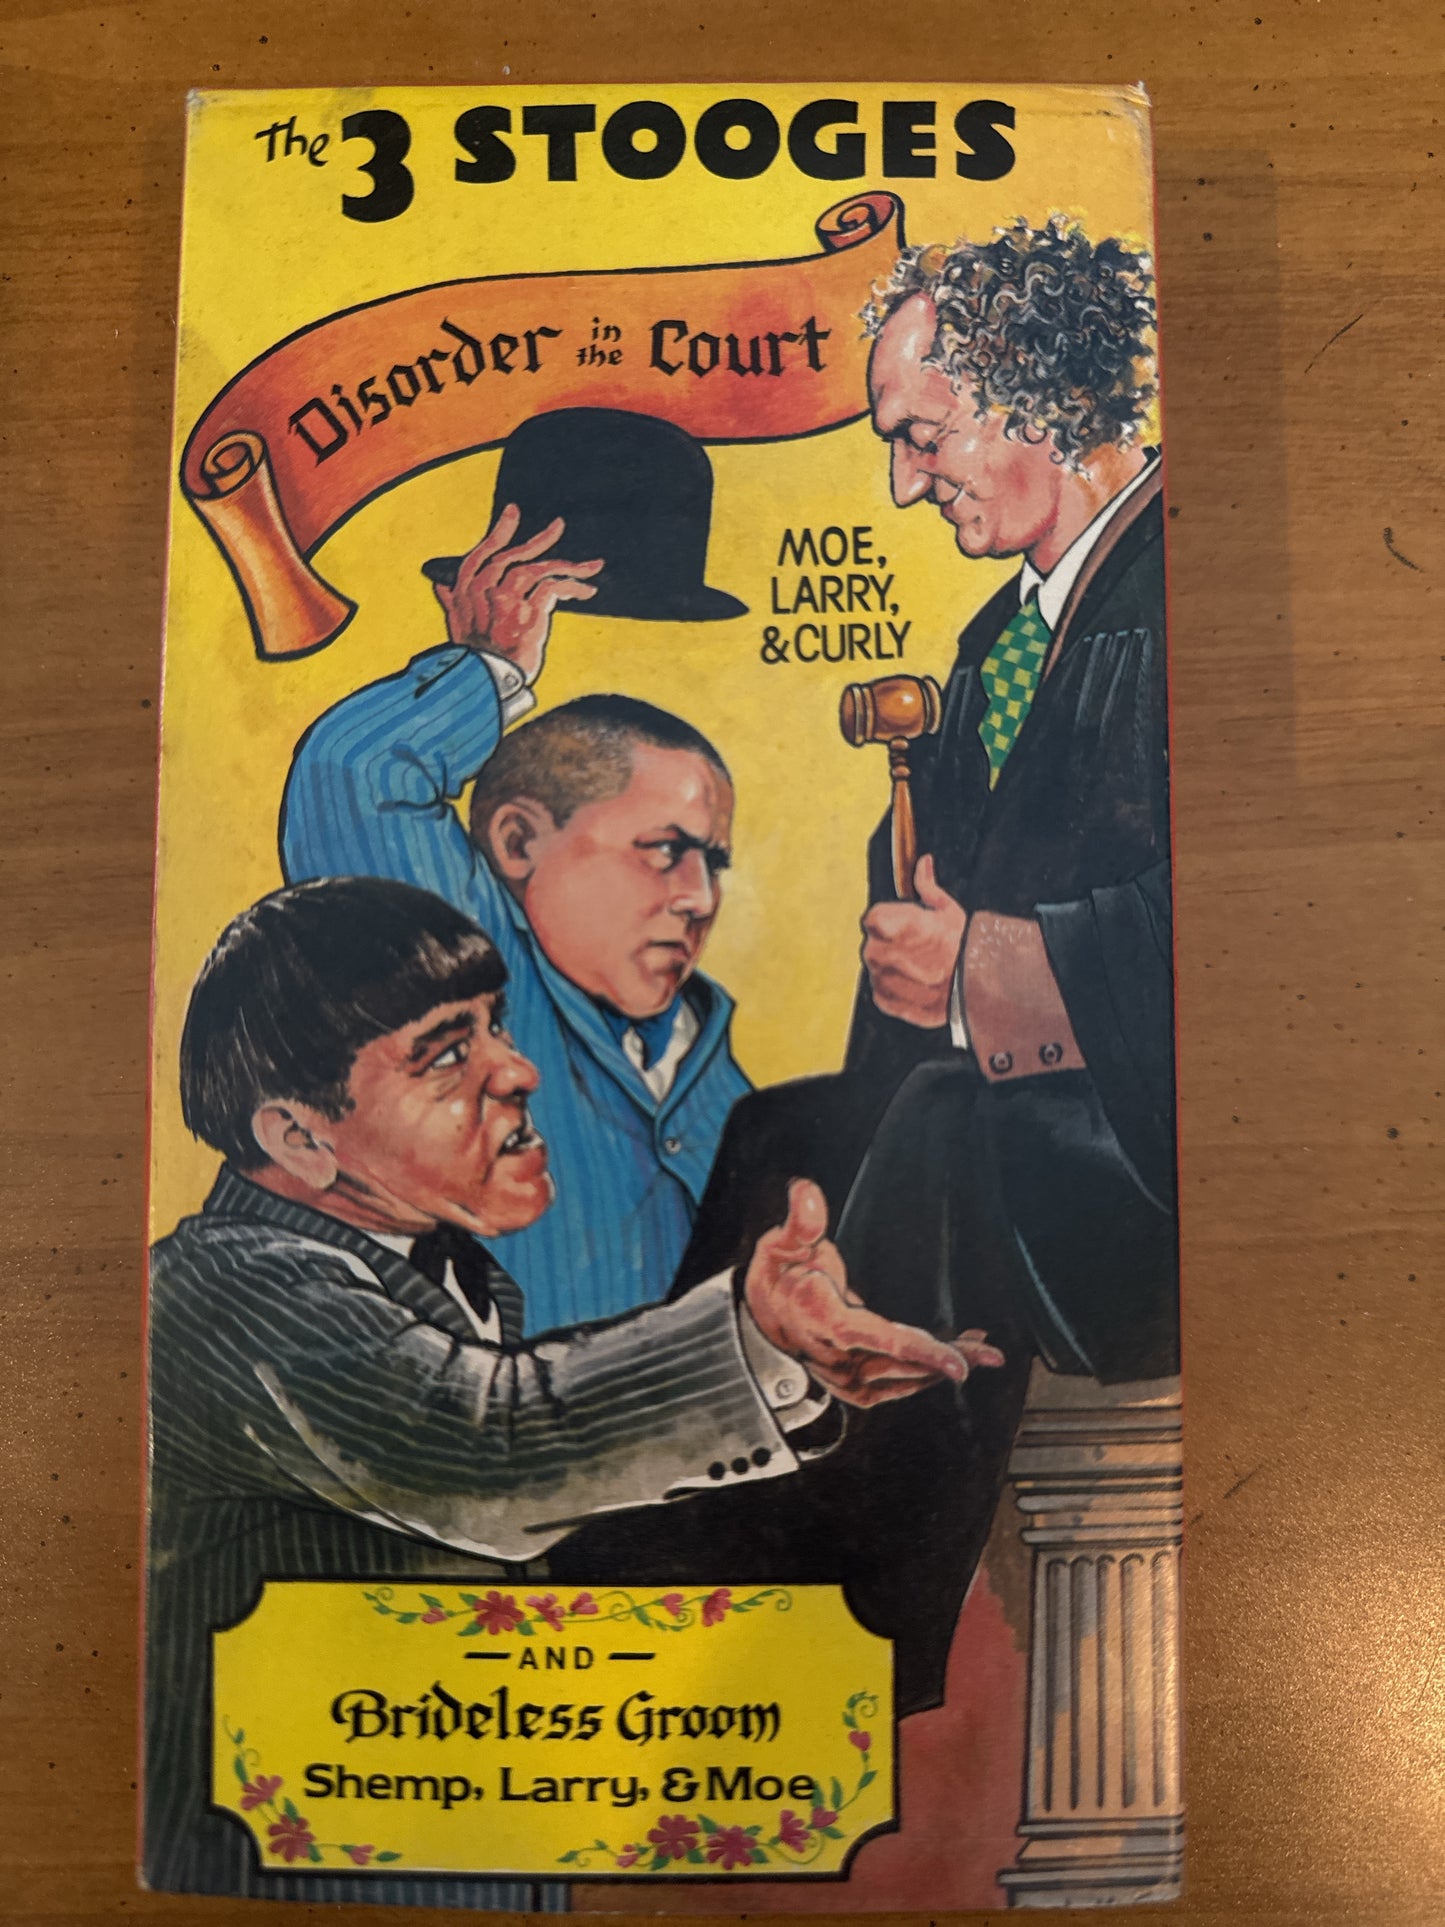 The 3 STOOGES
Disorder in the Court
MOE,
LARRY,
& CURLY
— AND —
Brideless Groom
Shemp, Larry, & Moe